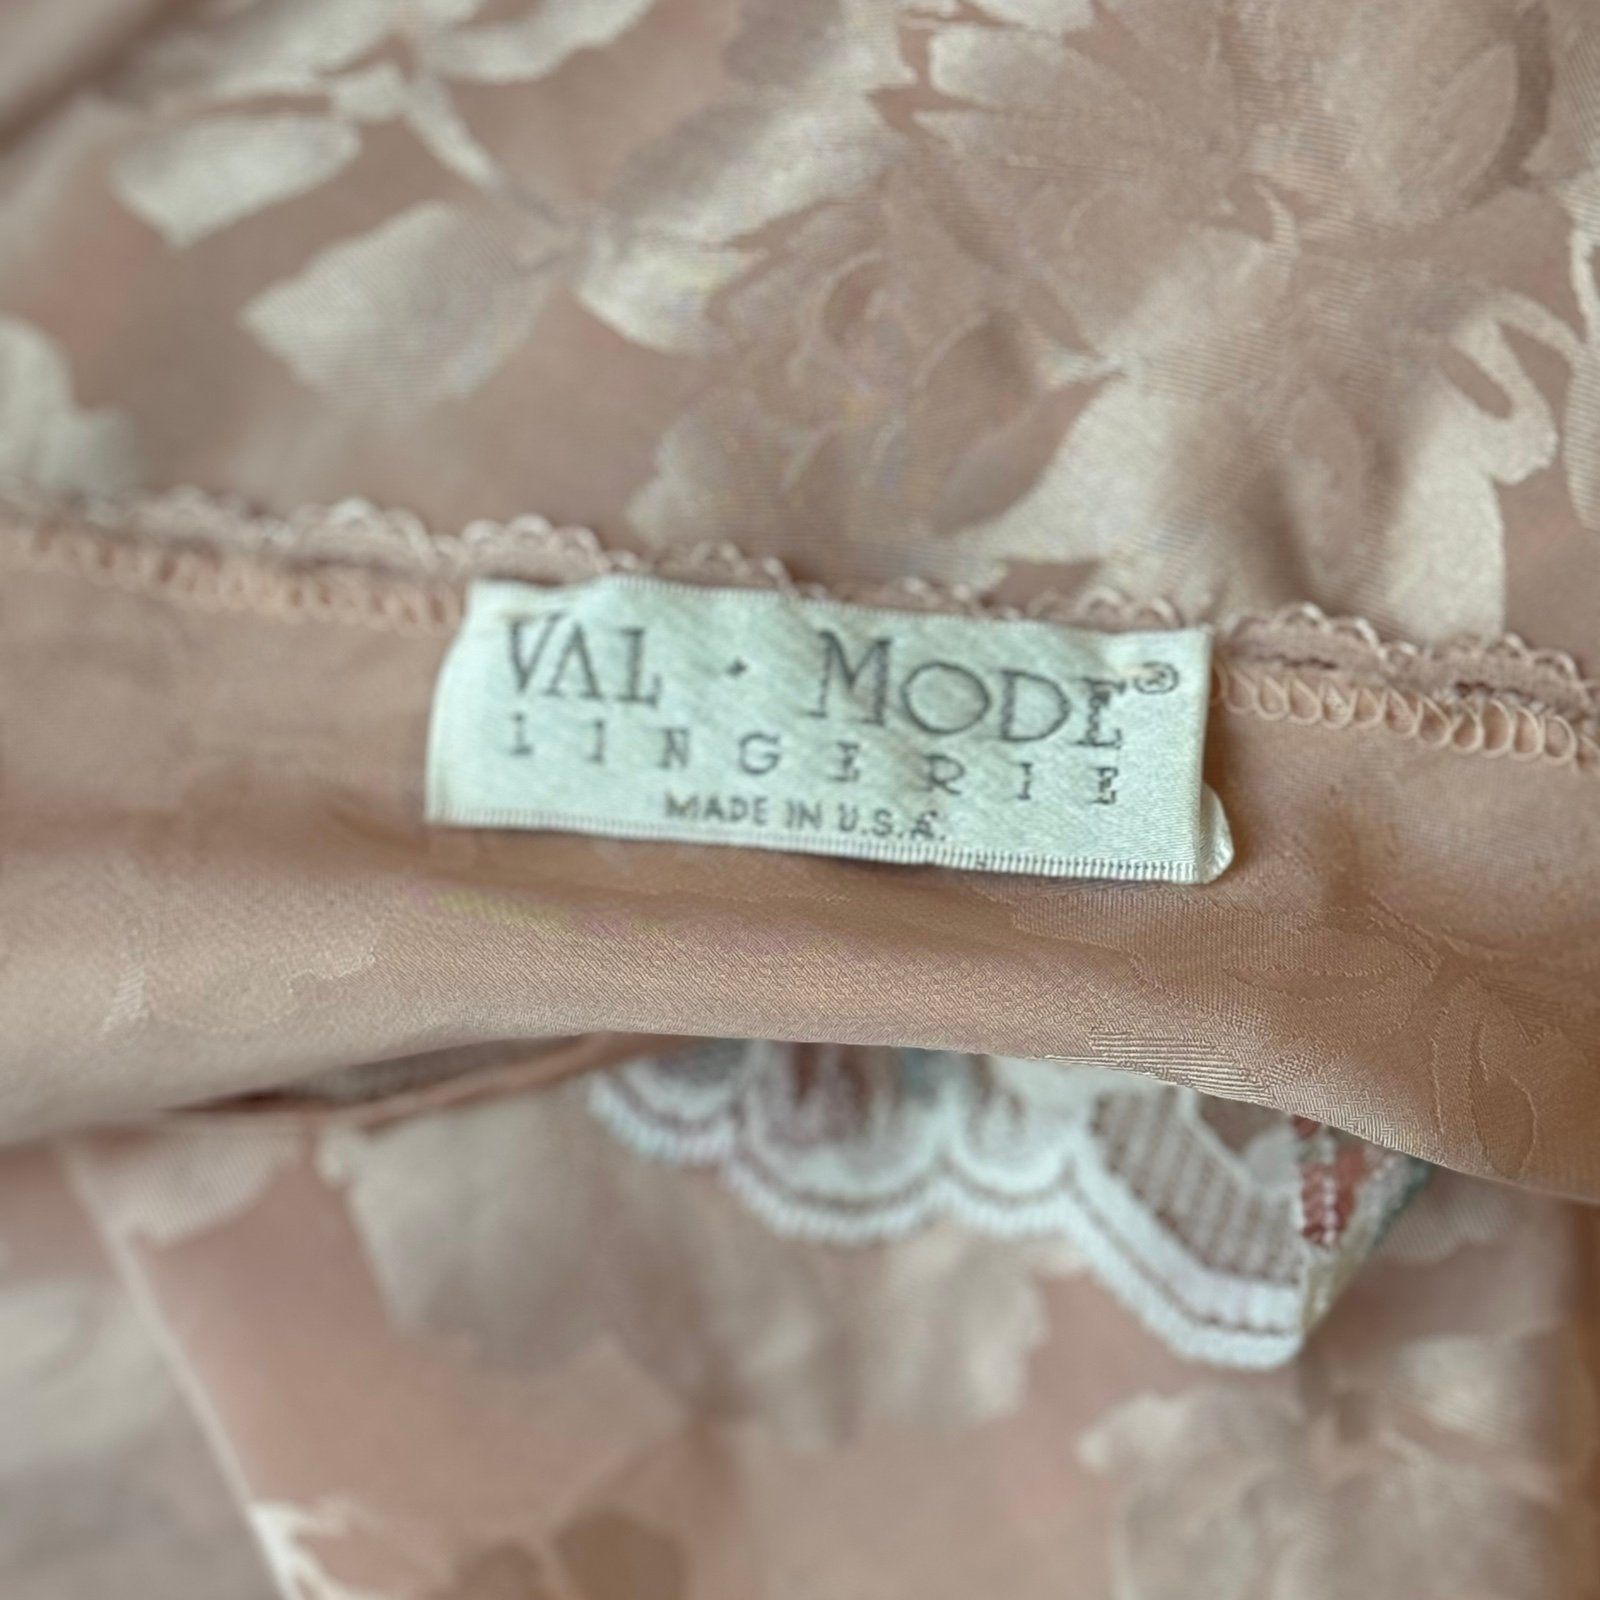 VAL · MODE®
LINGERIE
MADE IN U.S.A.